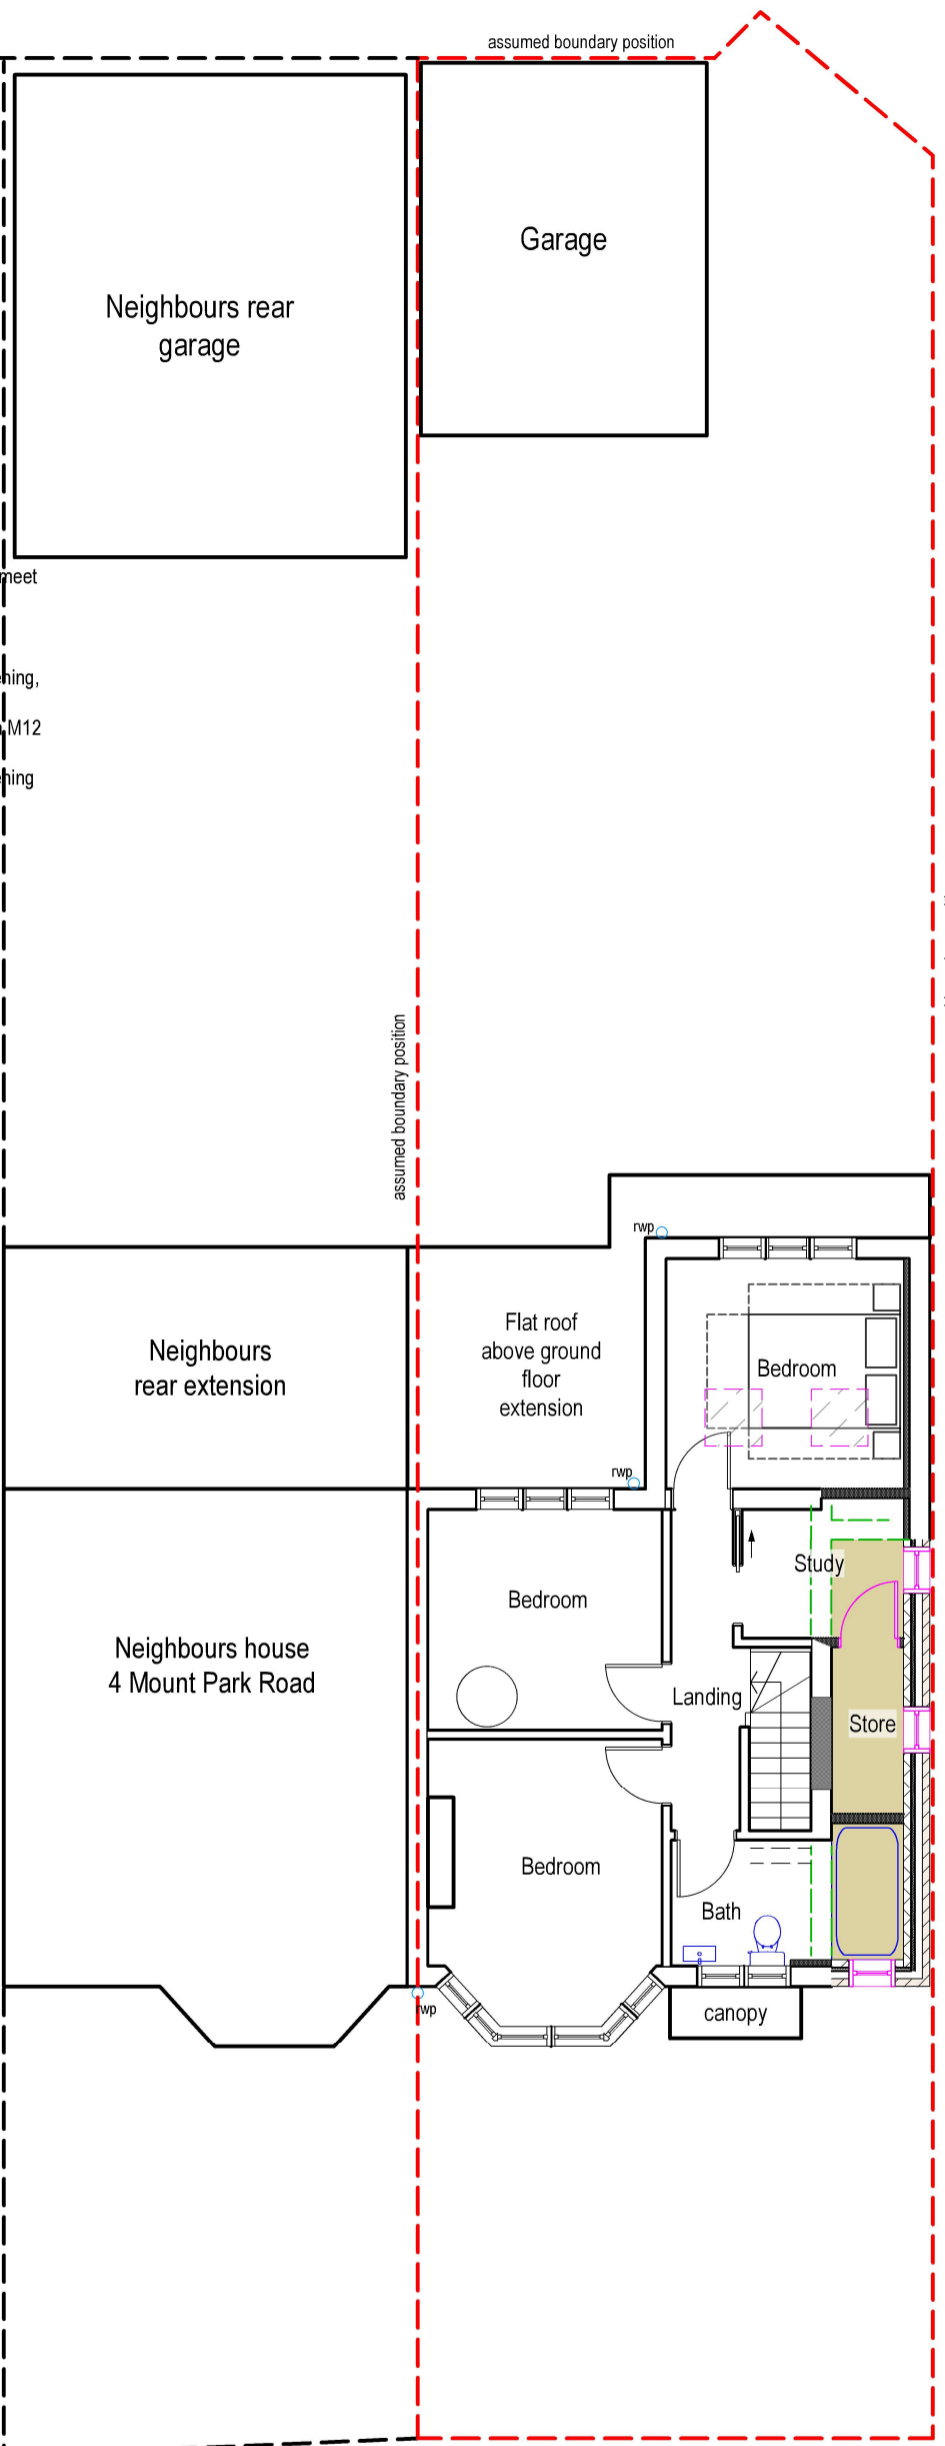 assumed boundary position
Garage
Neighbours rear
garage
meet
M12
assumed boundary position
rwp
Flat roof
above ground
floor
extension
Neighbours
rear extension
Bedroom
rwp
Study
Bedroom
Neighbours house
4 Mount Park Road
Landing
Store
Bedroom
Bath
rwp
canopy